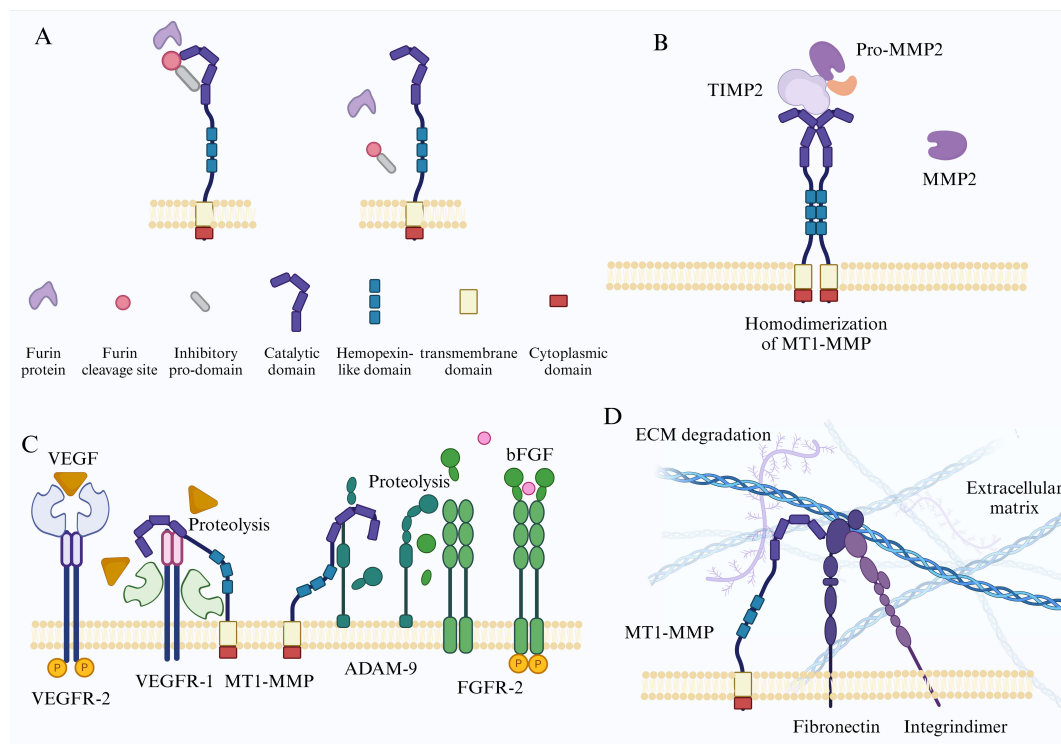 A
Furin
protein
Furin
cleavage site
Inhibitory
pro-domain
Catalytic
domain
Hemopexin-
like domain
transmembrane
domain
Cytoplasmic
domain
B
Pro-MMP2
TIMP2
MMP2
Homodimerization
of MT1-MMP
C
VEGF
Proteolysis
Proteolysis
bFGF
P P
P P
VEGFR-2
VEGFR-1
MT1-MMP
ADAM-9
FGFR-2
D
ECM degradation
Extracellular
matrix
MT1-MMP
Fibronectin
Integrindimer